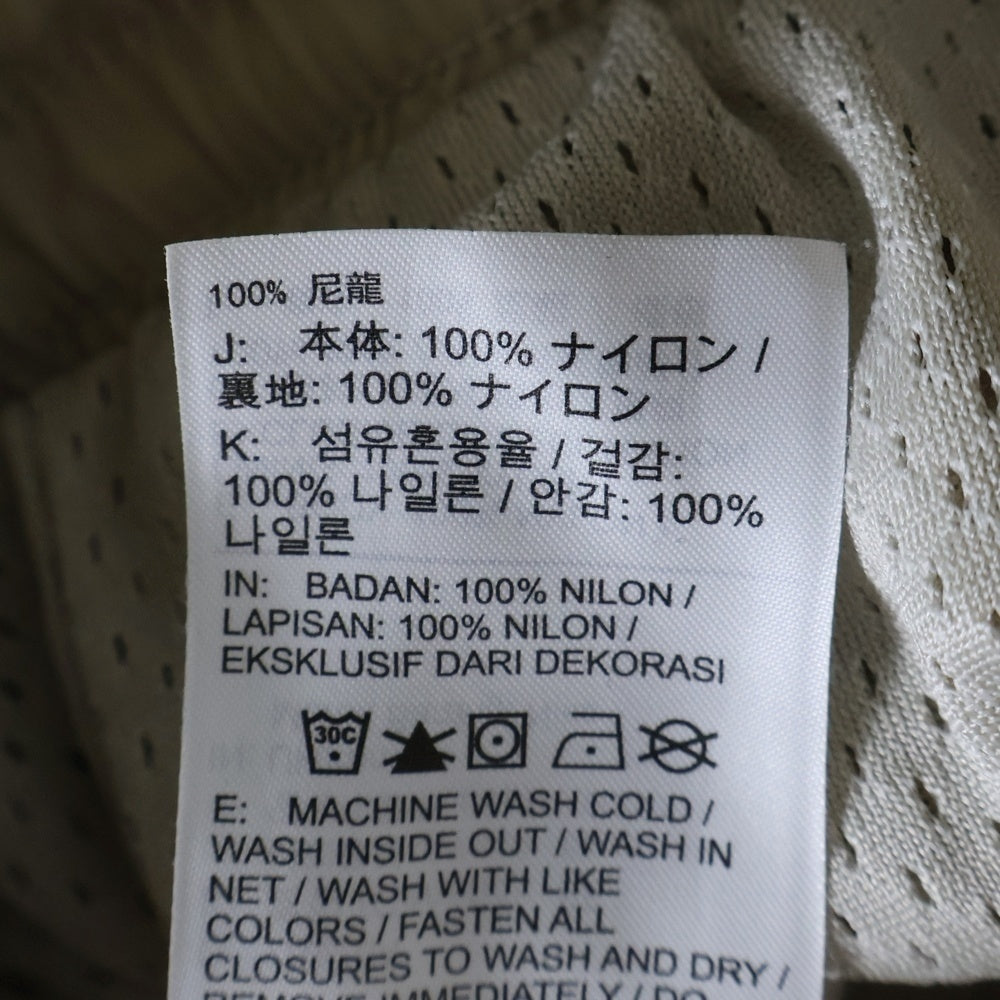 100% 尼龍
J: 本体: 100% ナイロン /
裏地: 100% ナイロン
K: 섬유혼용율 / 겉감:
100% 나일론 / 안감: 100%
나일론
IN: BADAN: 100% NILON /
LAPISAN: 100% NILON /
EKSKLUSIF DARI DEKORASI
30C
E: MACHINE WASH COLD /
WASH INSIDE OUT / WASH IN
NET / WASH WITH LIKE
COLORS / FASTEN ALL
CLOSURES TO WASH AND DRY /
REMOVE IMMEDIATELY / DO